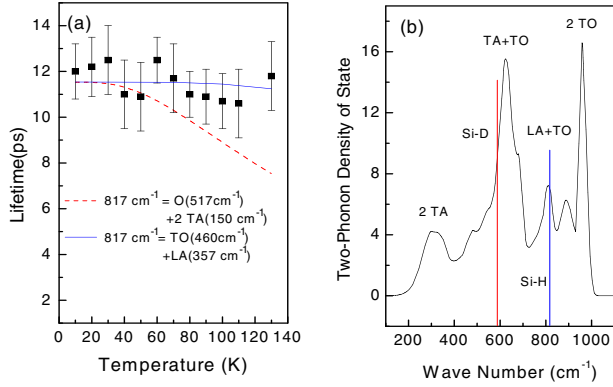 (a)
14
12
10
8
6
4
2
Lifetime(ps)
817 cm⁻¹ = O(517cm⁻¹)
+2 TA(150 cm⁻¹)
817 cm⁻¹= TO(460cm⁻¹)
+LA(357 cm⁻¹)
0 20 40 60 80 100 120 140
Temperature (K)
(b)
2 TO
TA+TO
Si-D
LA+TO
2 TA
Si-H
16
12
8
4
0
Two-Phonon Density of State
200 400 600 800 1000
Wave Number (cm⁻¹)